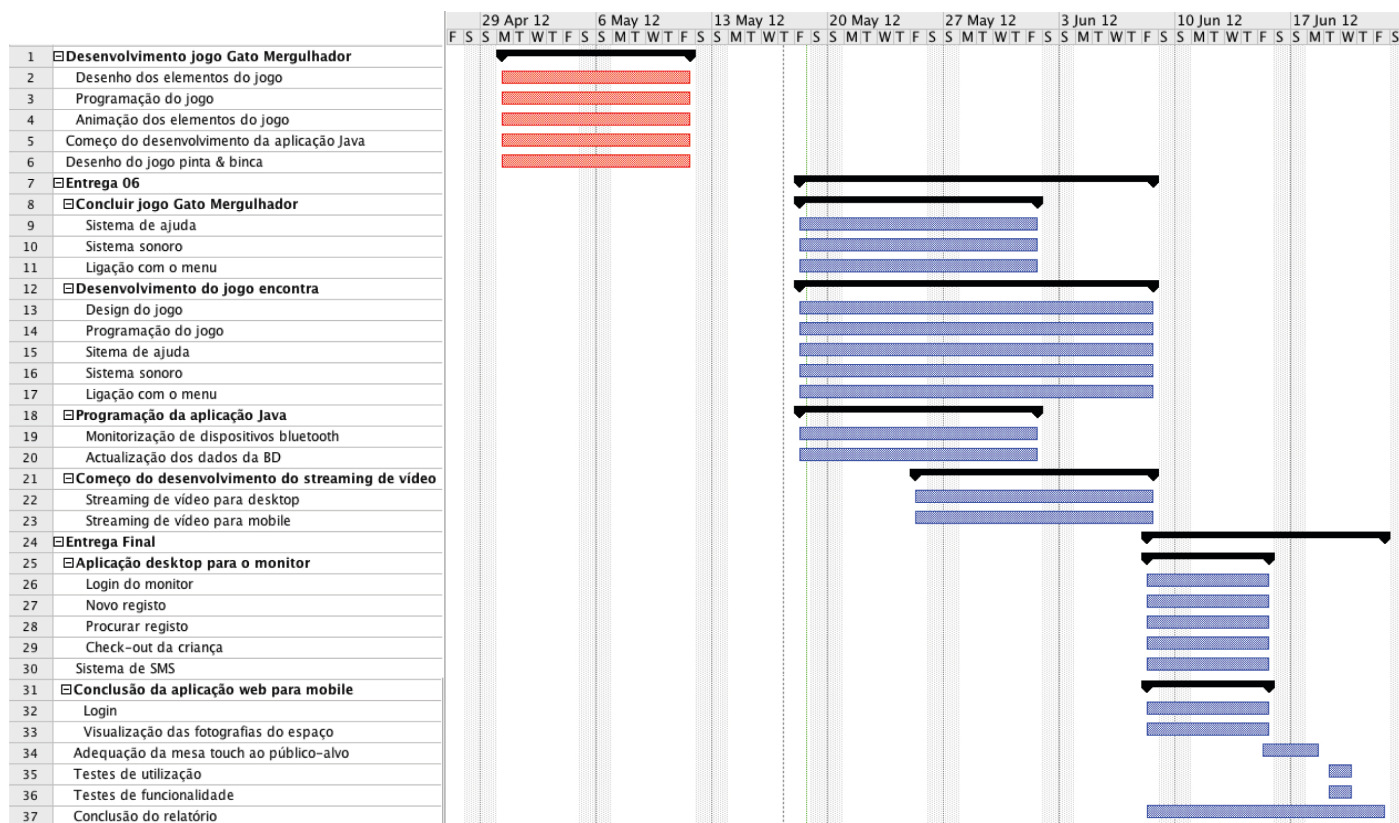 29 Apr 12 6 May 12 13 May 12 20 May 12 27 May 12 3 Jun 12 10 Jun 12 17 Jun 12
F S S M T W T F S S M T W T F S S M T W T F S S M T W T F S S M T W T F S S M T W T F S S M T W T F S S M T W T F S
1 Desenvolvimento jogo Gato Mergulhador
2 Desenho dos elementos do jogo
3 Programação do jogo
4 Animação dos elementos do jogo
5 Começo do desenvolvimento da aplicação Java
6 Desenho do jogo pinta & binca
7 Entrega 06
8 Concluir jogo Gato Mergulhador
9 Sistema de ajuda
10 Sistema sonoro
11 Ligação com o menu
12 Desenvolvimento do jogo encontra
13 Design do jogo
14 Programação do jogo
15 Sitema de ajuda
16 Sistema sonoro
17 Ligação com o menu
18 Programação da aplicação Java
19 Monitorização de dispositivos bluetooth
20 Actualização dos dados da BD
21 Começo do desenvolvimento do streaming de vídeo
22 Streaming de vídeo para desktop
23 Streaming de vídeo para mobile
24 Entrega Final
25 Aplicação desktop para o monitor
26 Login do monitor
27 Novo registo
28 Procurar registo
29 Check-out da criança
30 Sistema de SMS
31 Conclusão da aplicação web para mobile
32 Login
33 Visualização das fotografias do espaço
34 Adequação da mesa touch ao público-alvo
35 Testes de utilização
36 Testes de funcionalidade
37 Conclusão do relatório